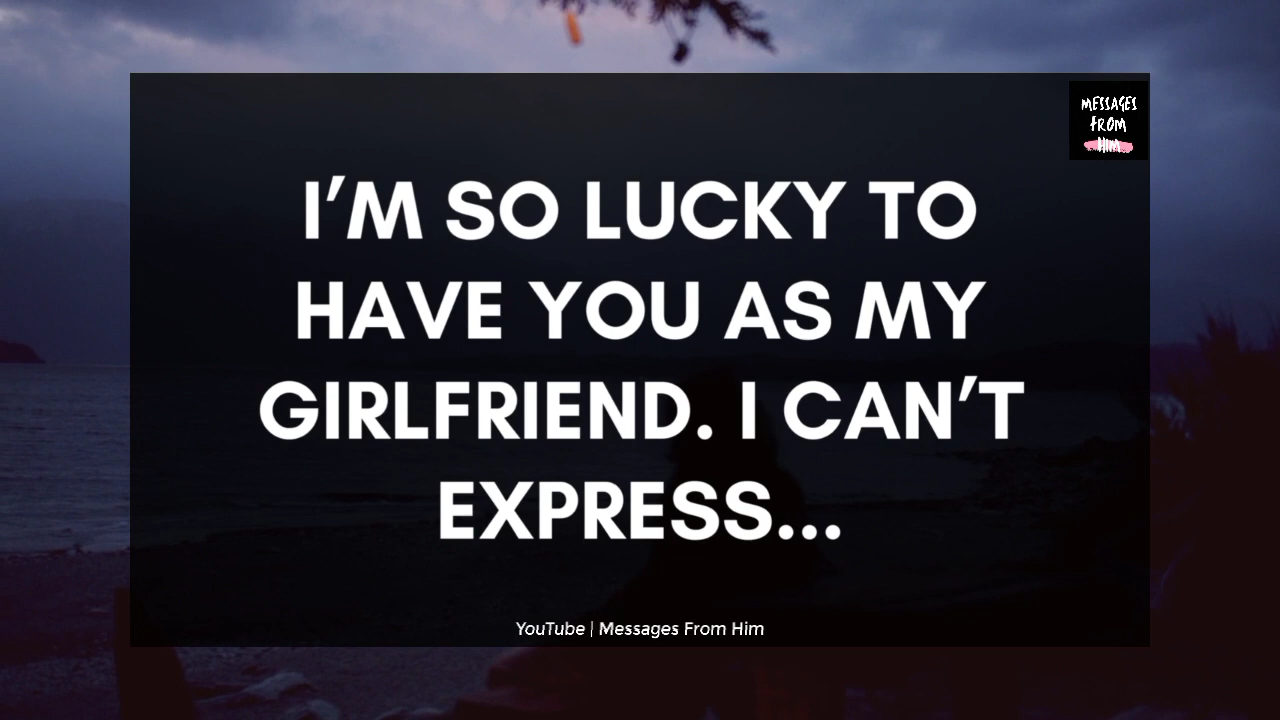 MESSAGES
FROM
HIM
I'M SO LUCKY TO
HAVE YOU AS MY
GIRLFRIEND. I CAN'T
EXPRESS...
YouTube | Messages From Him